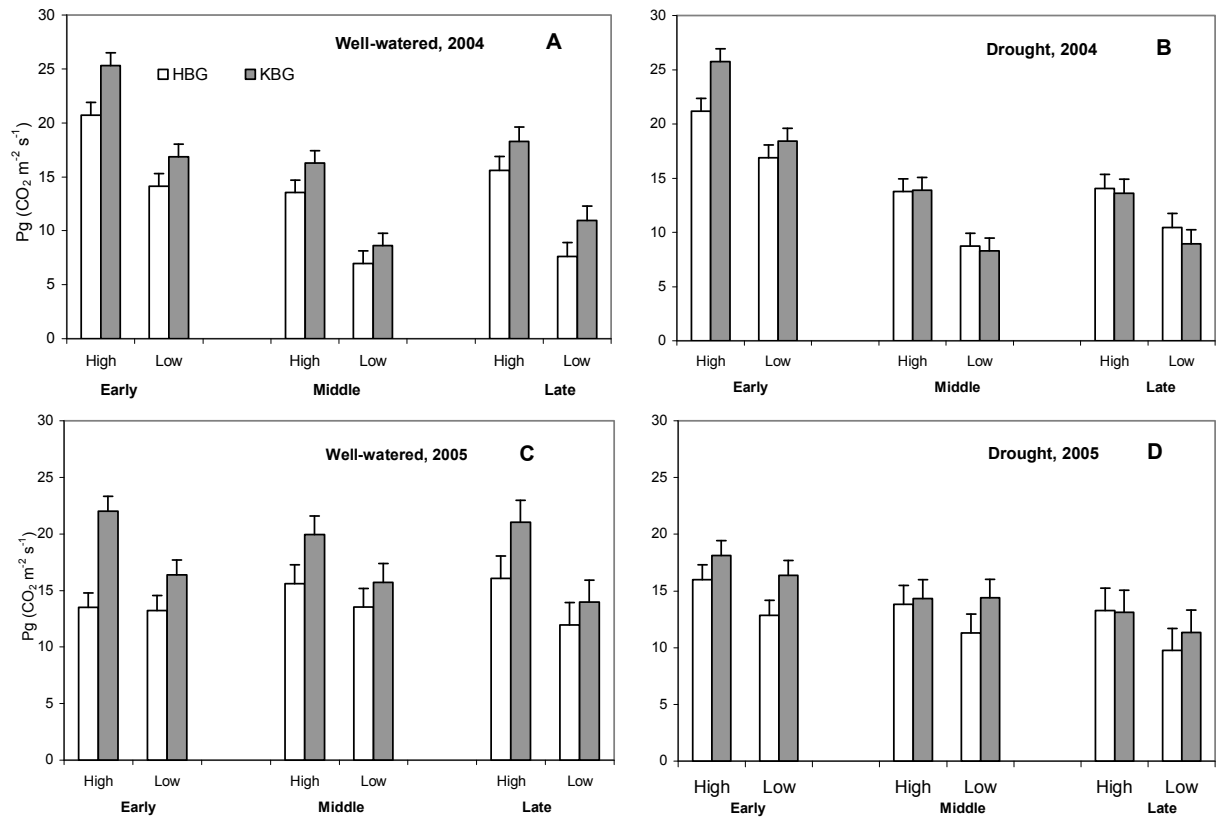 Well-watered, 2004 A
HBG KBG
Pg (CO2 m-2 s-1)
30
25
20
15
10
5
0
High Low High Low High Low
Early Middle Late
Drought, 2004 B
30
25
20
15
10
5
0
High Low High Low High Low
Early Middle Late
Well-watered, 2005 C
Pg (CO2 m-2 s-1)
30
25
20
15
10
5
0
High Low High Low High Low
Early Middle Late
Drought, 2005 D
30
25
20
15
10
5
0
High Low High Low High Low
Early Middle Late